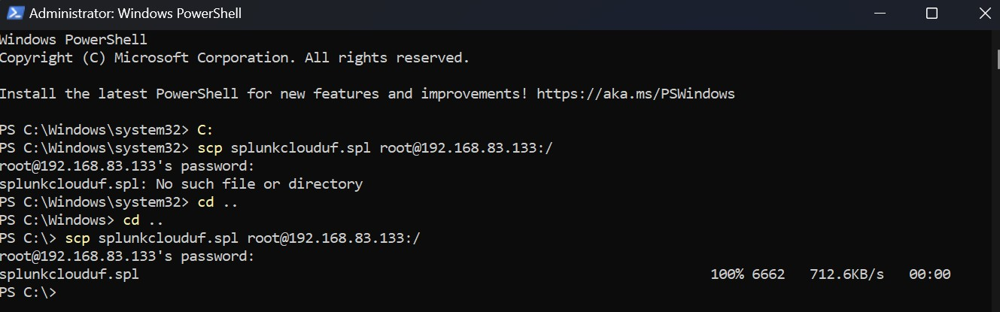 Administrator: Windows PowerShell
Windows PowerShell
Copyright (C) Microsoft Corporation. All rights reserved.
Install the latest PowerShell for new features and improvements! https://aka.ms/PSWindows
PS C:\Windows\system32> C:
PS C:\Windows\system32> scp splunkclouduf.spl root@192.168.83.133:/
root@192.168.83.133's password:
splunkclouduf.spl: No such file or directory
PS C:\Windows\system32> cd ..
PS C:\Windows> cd ..
PS C:\> scp splunkclouduf.spl root@192.168.83.133:/
root@192.168.83.133's password:
splunkclouduf.spl 100% 6662 712.6KB/s 00:00
PS C:\>